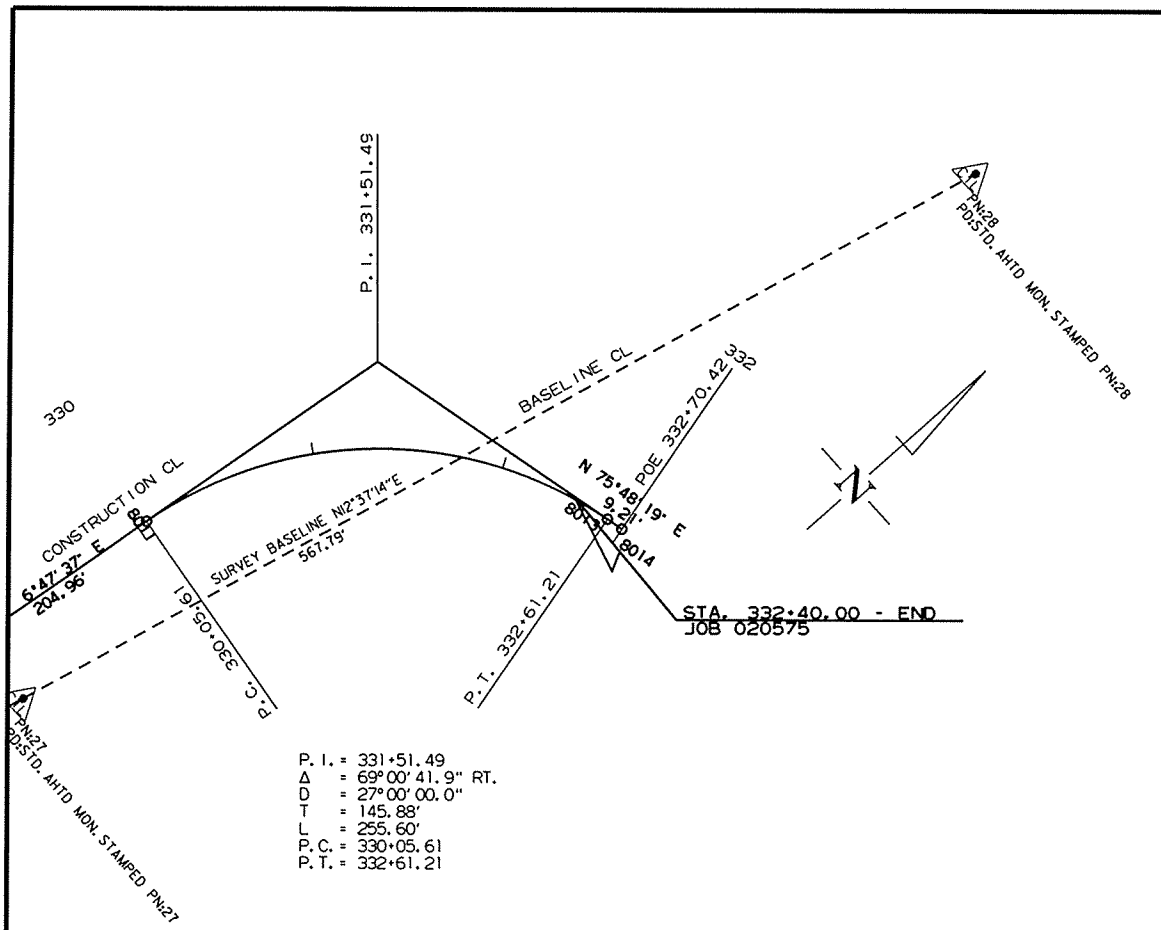 P. I. 331+51.49
CTL
PN:28
PD:STD. AHTD MON. STAMPED PN:28
BASELINE CL
330
CONSTRUCTION CL
6°47'37" E
204.96'
SURVEY BASELINE N12°37'14"E
567.79'
P.C. 330+05.61
332
POE 332+70.42
N 75°48'19" E
9.21'
8013
8014
P.T. 332+61.21
STA. 332+40.00 - END
JOB 020575
PN:27
PD:STD. AHTD MON. STAMPED PN:27
N
P. I. = 331+51.49
Δ = 69°00'41.9" RT.
D = 27°00'00.0"
T = 145.88'
L = 255.60'
P.C. = 330+05.61
P.T. = 332+61.21